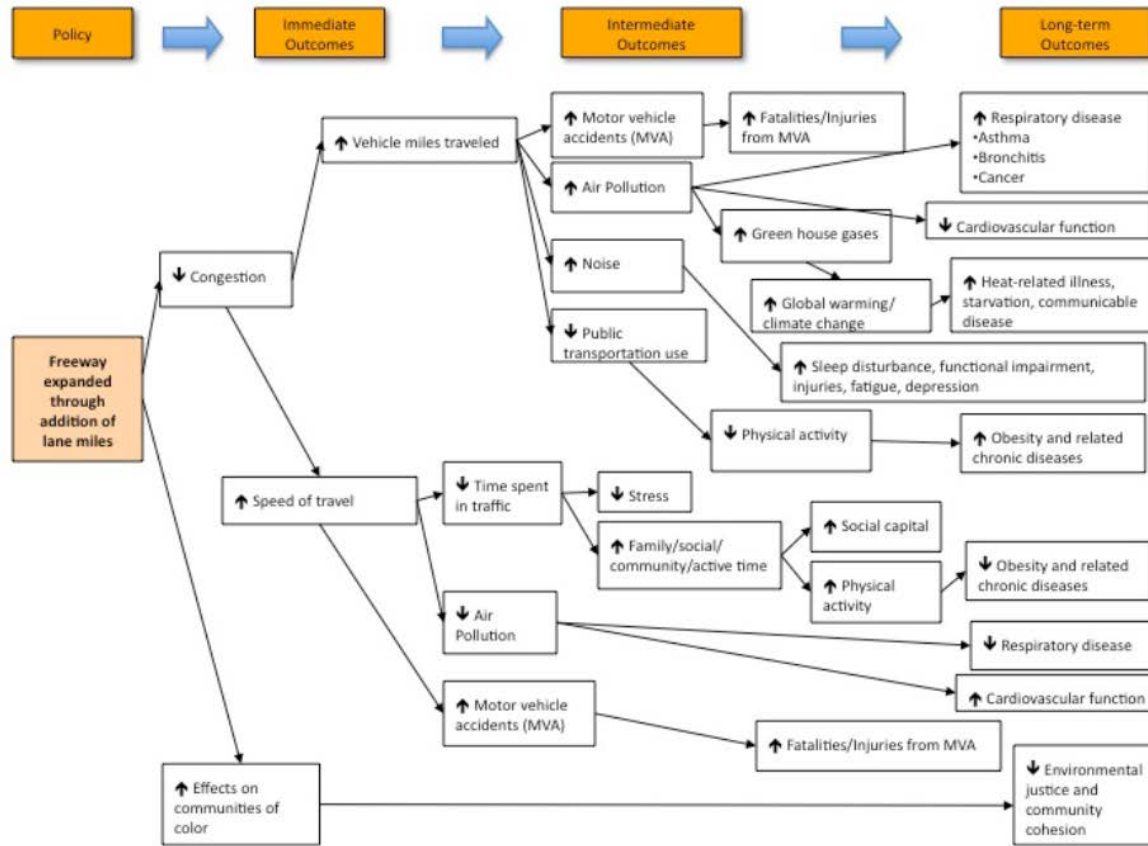 Policy
Immediate
Outcomes
Intermediate
Outcomes
Long-term
Outcomes
↑ Motor vehicle
accidents (MVA)
↑ Fatalities/Injuries
from MVA
↑ Respiratory disease
•Asthma
•Bronchitis
•Cancer
↑ Vehicle miles traveled
↑ Air Pollution
↓ Cardiovascular function
↑ Green house gases
↑ Noise
↓ Congestion
↑ Global warming/
climate change
↑ Heat-related illness,
starvation, communicable
disease
↓ Public
transportation use
Freeway
expanded
through
addition of
lane miles
↑ Sleep disturbance, functional impairment,
injuries, fatigue, depression
↓ Physical activity
↑ Obesity and related
chronic diseases
↑ Speed of travel
↓ Time spent
in traffic
↓ Stress
↑ Family/social/
community/active time
↑ Social capital
↑ Physical
activity
↓ Obesity and related
chronic diseases
↓ Air
Pollution
↓ Respiratory disease
↑ Cardiovascular function
↑ Motor vehicle
accidents (MVA)
↑ Fatalities/Injuries from MVA
↑ Effects on
communities of
color
↓ Environmental
justice and
community
cohesion